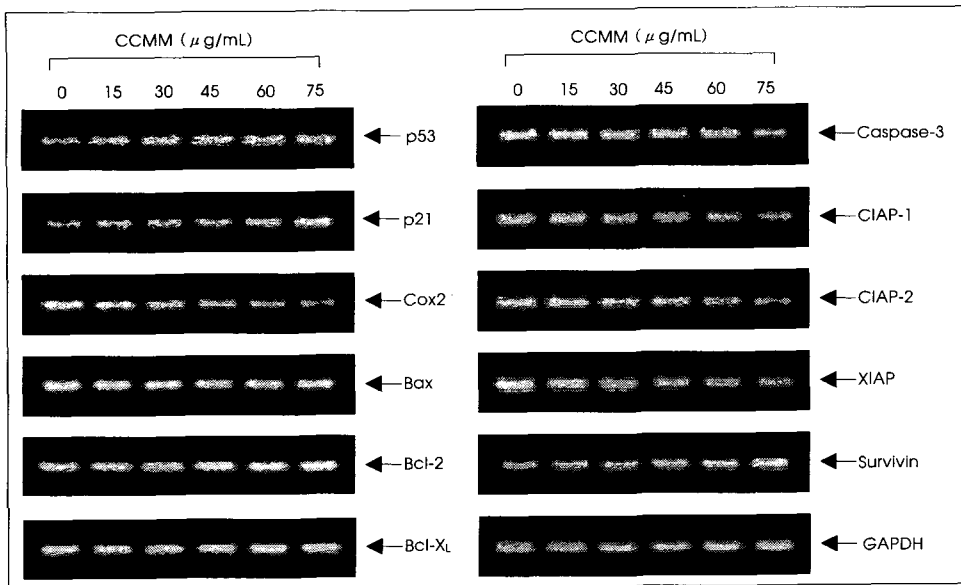 CCMM (μg/mL)
0 15 30 45 60 75
p53
p21
Cox2
Bax
Bcl-2
Bcl-XL
CCMM (μg/mL)
0 15 30 45 60 75
Caspase-3
CIAP-1
CIAP-2
XIAP
Survivin
GAPDH